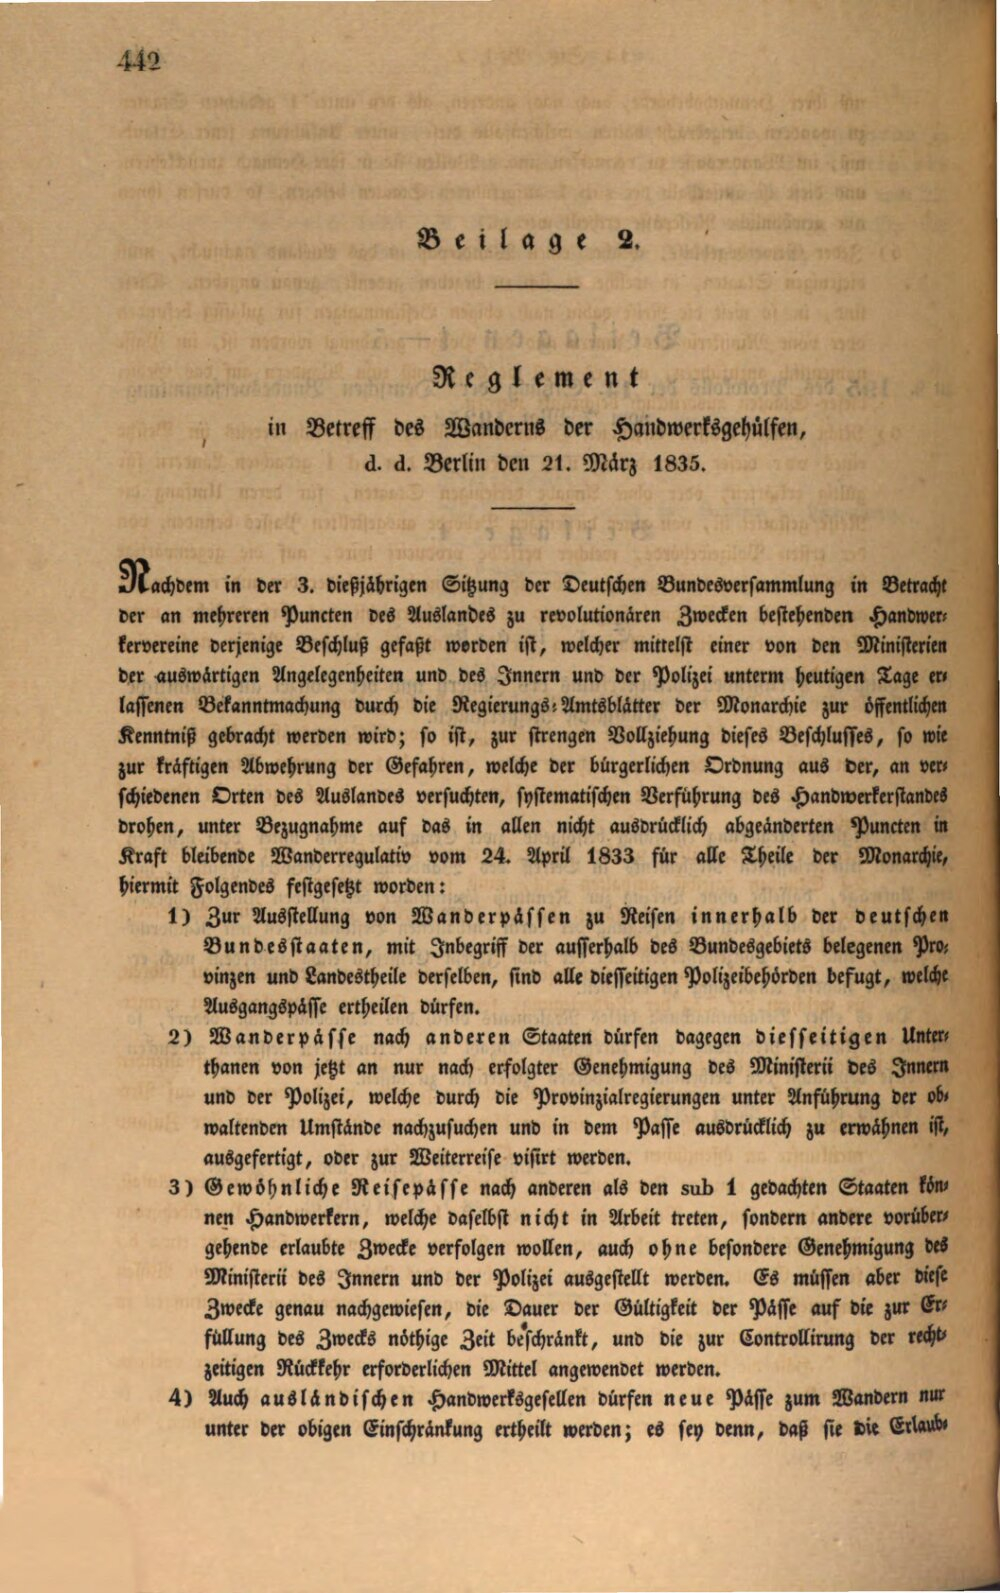 442
Beilage 2.
Reglement
in Betreff des Wanderns der Handwerksgehülfen,
d. d. Berlin den 21. März 1835.
Nachdem in der 3. dießjährigen Sitzung der Deutschen Bundesversammlung in Betracht
der an mehreren Puncten des Auslandes zu revolutionären Zwecken bestehenden Handwer-
kervereine derjenige Beschluß gefaßt worden ist, welcher mittelst einer von den Ministerien
der auswärtigen Angelegenheiten und des Innern und der Polizei unterm heutigen Tage er-
lassenen Bekanntmachung durch die Regierungs-Amtsblätter der Monarchie zur öffentlichen
Kenntniß gebracht werden wird; so ist, zur strengen Vollziehung dieses Beschlusses, so wie
zur kräftigen Abwehrung der Gefahren, welche der bürgerlichen Ordnung aus der, an ver-
schiedenen Orten des Auslandes versuchten, systematischen Verführung des Handwerkerstandes
drohen, unter Bezugnahme auf das in allen nicht ausdrücklich abgeänderten Puncten in
Kraft bleibende Wanderregulativ vom 24. April 1833 für alle Theile der Monarchie,
hiermit Folgendes festgesetzt worden:
1) Zur Ausstellung von Wanderpässen zu Reisen innerhalb der deutschen
Bundesstaaten, mit Inbegriff der ausserhalb des Bundesgebiets belegenen Pro-
vinzen und Landestheile derselben, sind alle diesseitigen Polizeibehörden befugt, welche
Ausgangspässe ertheilen dürfen.
2) Wanderpässe nach anderen Staaten dürfen dagegen diesseitigen Unter-
thanen von jetzt an nur nach erfolgter Genehmigung des Ministerii des Innern
und der Polizei, welche durch die Provinzialregierungen unter Anführung der ob-
waltenden Umstände nachzusuchen und in dem Passe ausdrücklich zu erwähnen ist,
ausgefertigt, oder zur Weiterreise visirt werden.
3) Gewöhnliche Reisepässe nach anderen als den sub 1 gedachten Staaten kön-
nen Handwerkern, welche daselbst nicht in Arbeit treten, sondern andere vorüber-
gehende erlaubte Zwecke verfolgen wollen, auch ohne besondere Genehmigung des
Ministerii des Innern und der Polizei ausgestellt werden. Es müssen aber diese
Zwecke genau nachgewiesen, die Dauer der Gültigkeit der Pässe auf die zur Er-
füllung des Zwecks nöthige Zeit beschränkt, und die zur Controllirung der recht-
zeitigen Rückkehr erforderlichen Mittel angewendet werden.
4) Auch ausländischen Handwerksgesellen dürfen neue Pässe zum Wandern nur
unter der obigen Einschränkung ertheilt werden; es sey denn, daß sie die Erlaub-